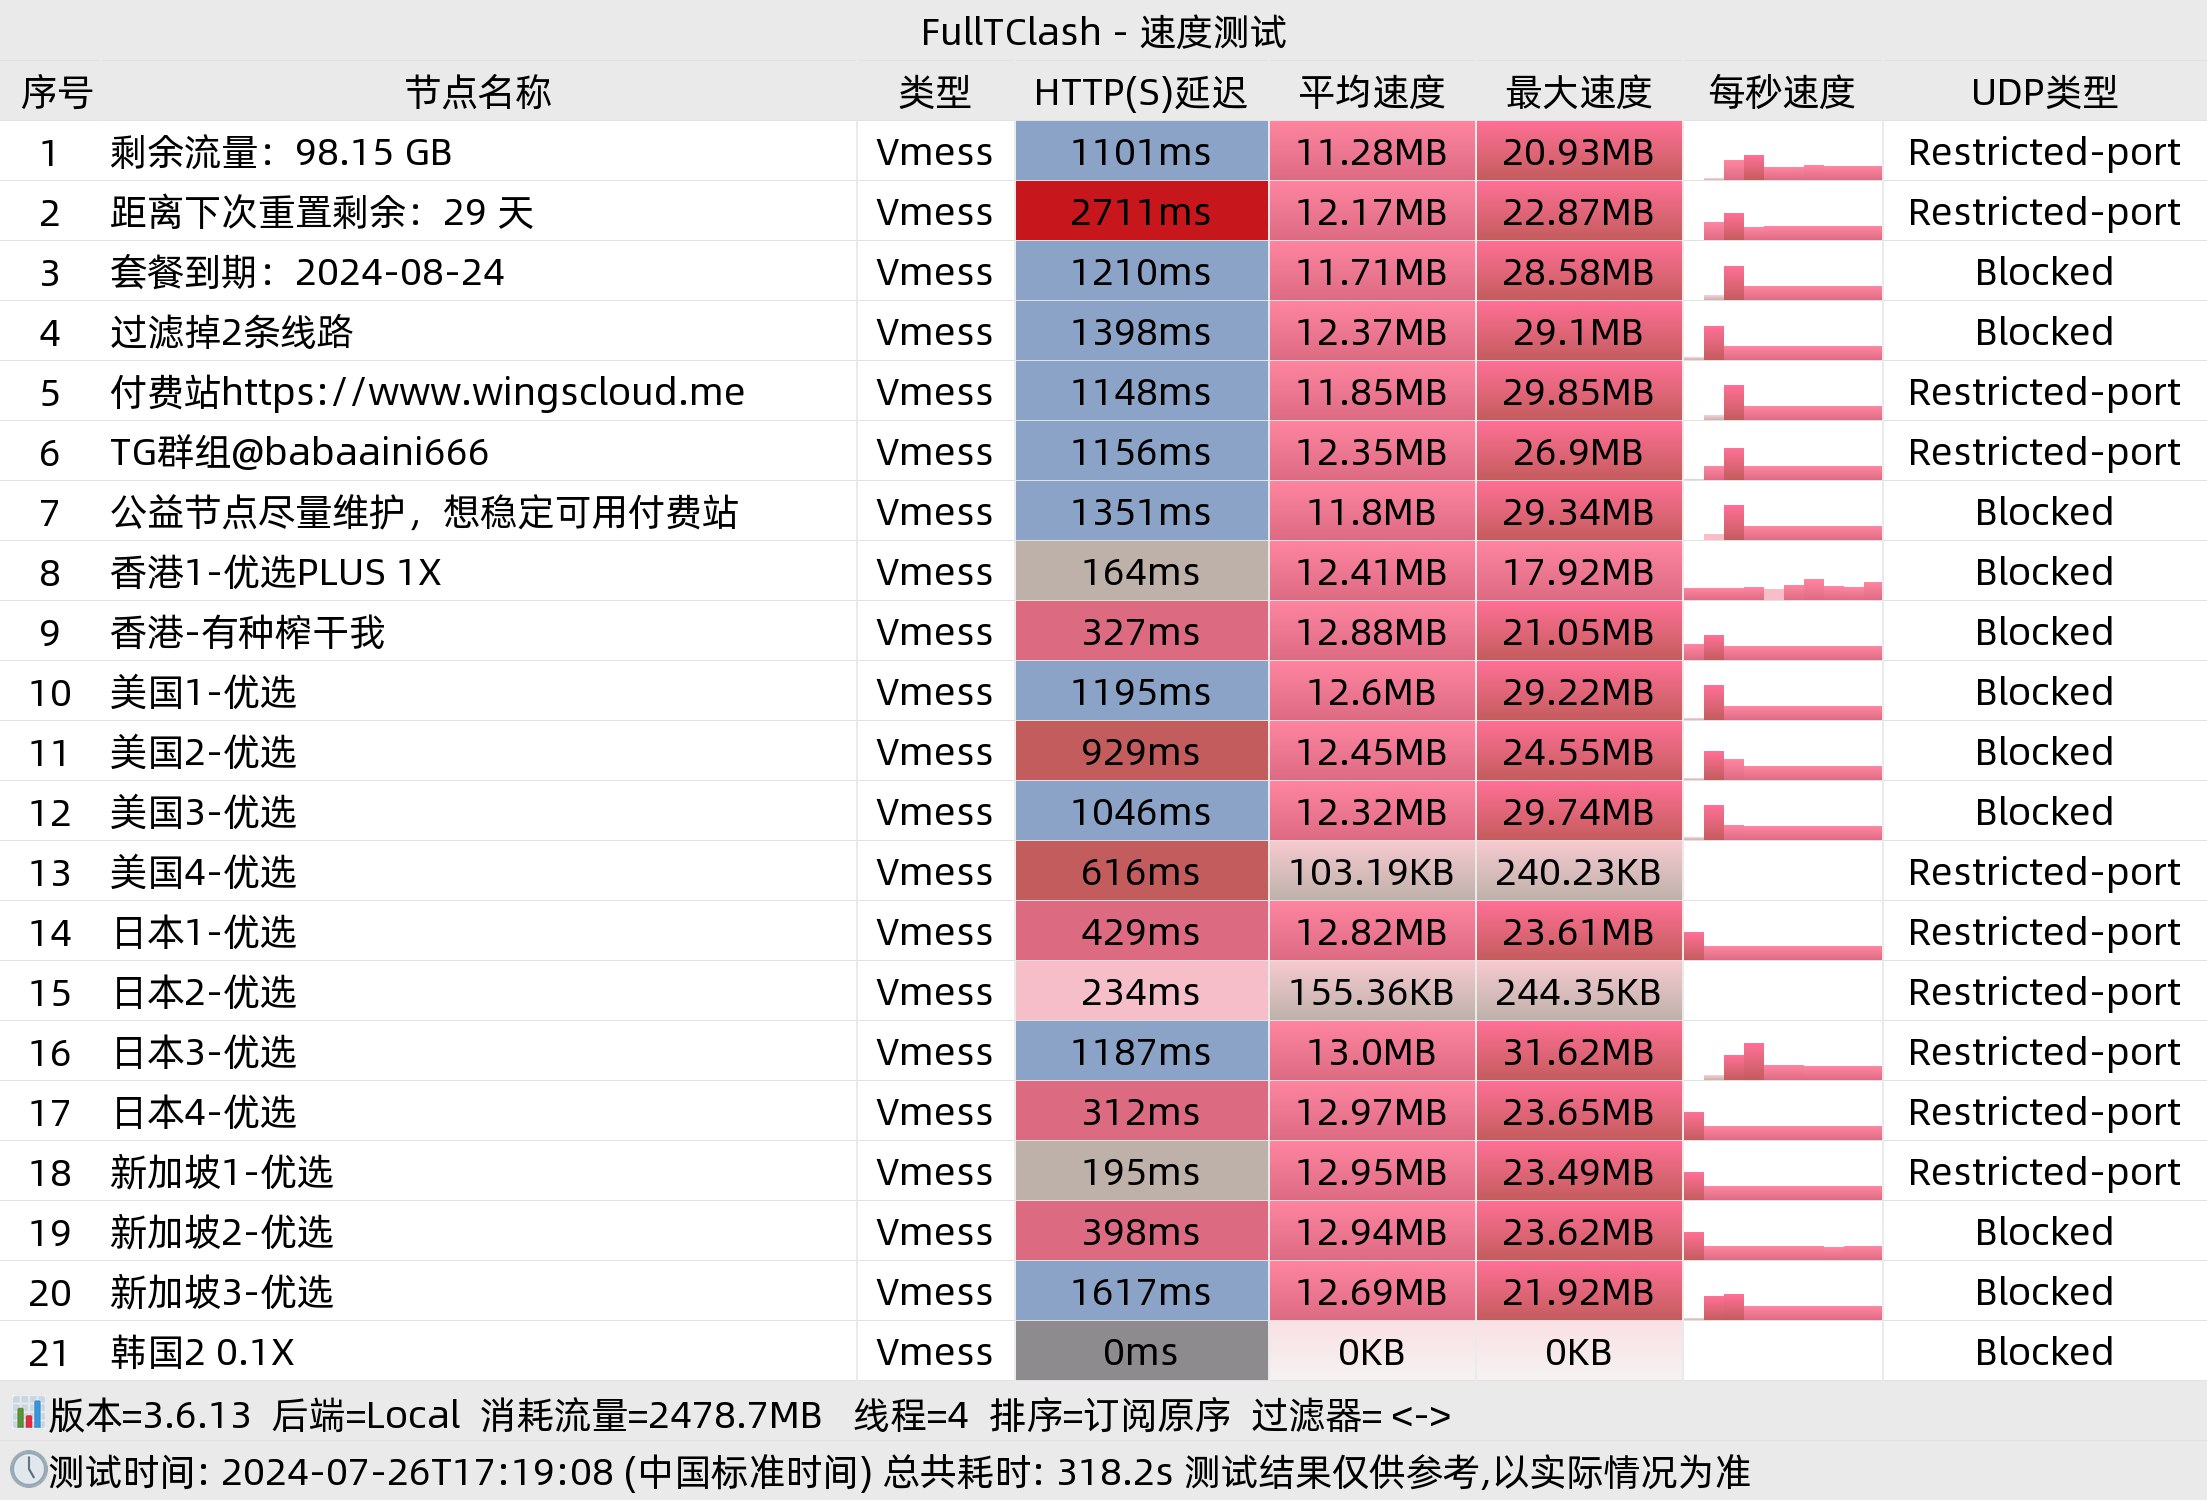 FullTClash - 速度测试
序号 节点名称 类型 HTTP(S)延迟 平均速度 最大速度 每秒速度 UDP类型
1 剩余流量：98.15 GB Vmess 1101ms 11.28MB 20.93MB Restricted-port
2 距离下次重置剩余：29 天 Vmess 2711ms 12.17MB 22.87MB Restricted-port
3 套餐到期：2024-08-24 Vmess 1210ms 11.71MB 28.58MB Blocked
4 过滤掉2条线路 Vmess 1398ms 12.37MB 29.1MB Blocked
5 付费站https://www.wingscloud.me Vmess 1148ms 11.85MB 29.85MB Restricted-port
6 TG群组@babaaini666 Vmess 1156ms 12.35MB 26.9MB Restricted-port
7 公益节点尽量维护，想稳定可用付费站 Vmess 1351ms 11.8MB 29.34MB Blocked
8 香港1-优选PLUS 1X Vmess 164ms 12.41MB 17.92MB Blocked
9 香港-有种榨干我 Vmess 327ms 12.88MB 21.05MB Blocked
10 美国1-优选 Vmess 1195ms 12.6MB 29.22MB Blocked
11 美国2-优选 Vmess 929ms 12.45MB 24.55MB Blocked
12 美国3-优选 Vmess 1046ms 12.32MB 29.74MB Blocked
13 美国4-优选 Vmess 616ms 103.19KB 240.23KB Restricted-port
14 日本1-优选 Vmess 429ms 12.82MB 23.61MB Restricted-port
15 日本2-优选 Vmess 234ms 155.36KB 244.35KB Restricted-port
16 日本3-优选 Vmess 1187ms 13.0MB 31.62MB Restricted-port
17 日本4-优选 Vmess 312ms 12.97MB 23.65MB Restricted-port
18 新加坡1-优选 Vmess 195ms 12.95MB 23.49MB Restricted-port
19 新加坡2-优选 Vmess 398ms 12.94MB 23.62MB Blocked
20 新加坡3-优选 Vmess 1617ms 12.69MB 21.92MB Blocked
21 韩国2 0.1X Vmess 0ms 0KB 0KB Blocked
版本=3.6.13 后端=Local 消耗流量=2478.7MB 线程=4 排序=订阅原序 过滤器= <->
测试时间: 2024-07-26T17:19:08 (中国标准时间) 总共耗时: 318.2s 测试结果仅供参考,以实际情况为准